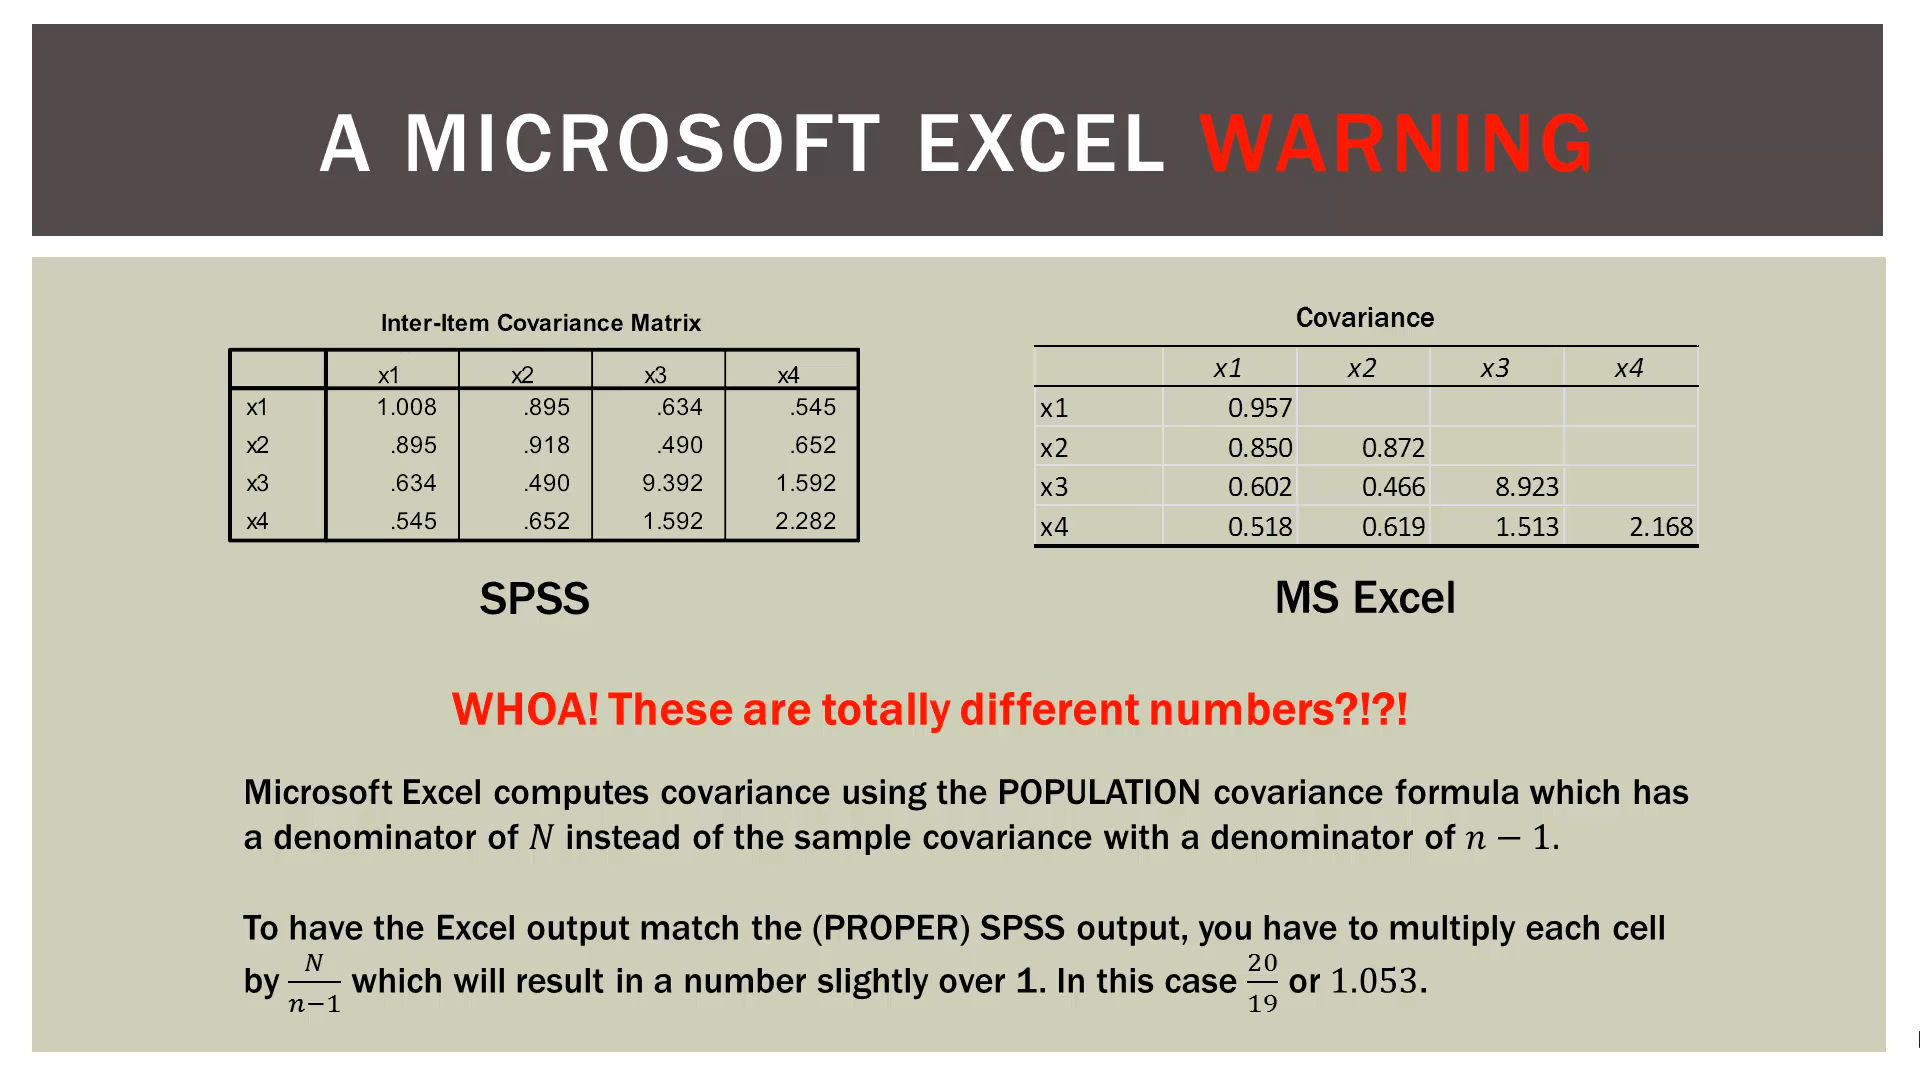 A MICROSOFT EXCEL WARNING
Inter-Item Covariance Matrix
x1 x2 x3 x4
x1 1.008 .895 .634 .545
x2 .895 .918 .490 .652
x3 .634 .490 9.392 1.592
x4 .545 .652 1.592 2.282
SPSS
Covariance
x1 x2 x3 x4
x1 0.957
x2 0.850 0.872
x3 0.602 0.466 8.923
x4 0.518 0.619 1.513 2.168
MS Excel
WHOA! These are totally different numbers?!?!
Microsoft Excel computes covariance using the POPULATION covariance formula which has
a denominator of N instead of the sample covariance with a denominator of n − 1.
To have the Excel output match the (PROPER) SPSS output, you have to multiply each cell
by N/n−1 which will result in a number slightly over 1. In this case 20/19 or 1.053.